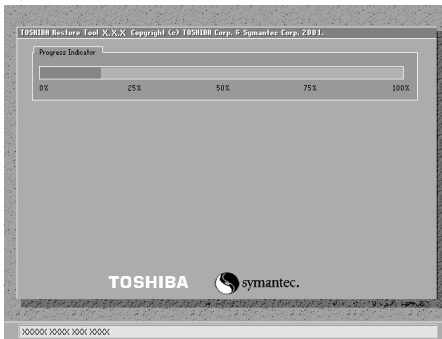 TOSHIBA Restore Tool X.X.X Copyright (c) TOSHIBA Corp. & Symantec Corp. 2001.
Progress Indicator
0% 25% 50% 75% 100%
TOSHIBA symantec.
XXXXX XXXX XXX XXXX